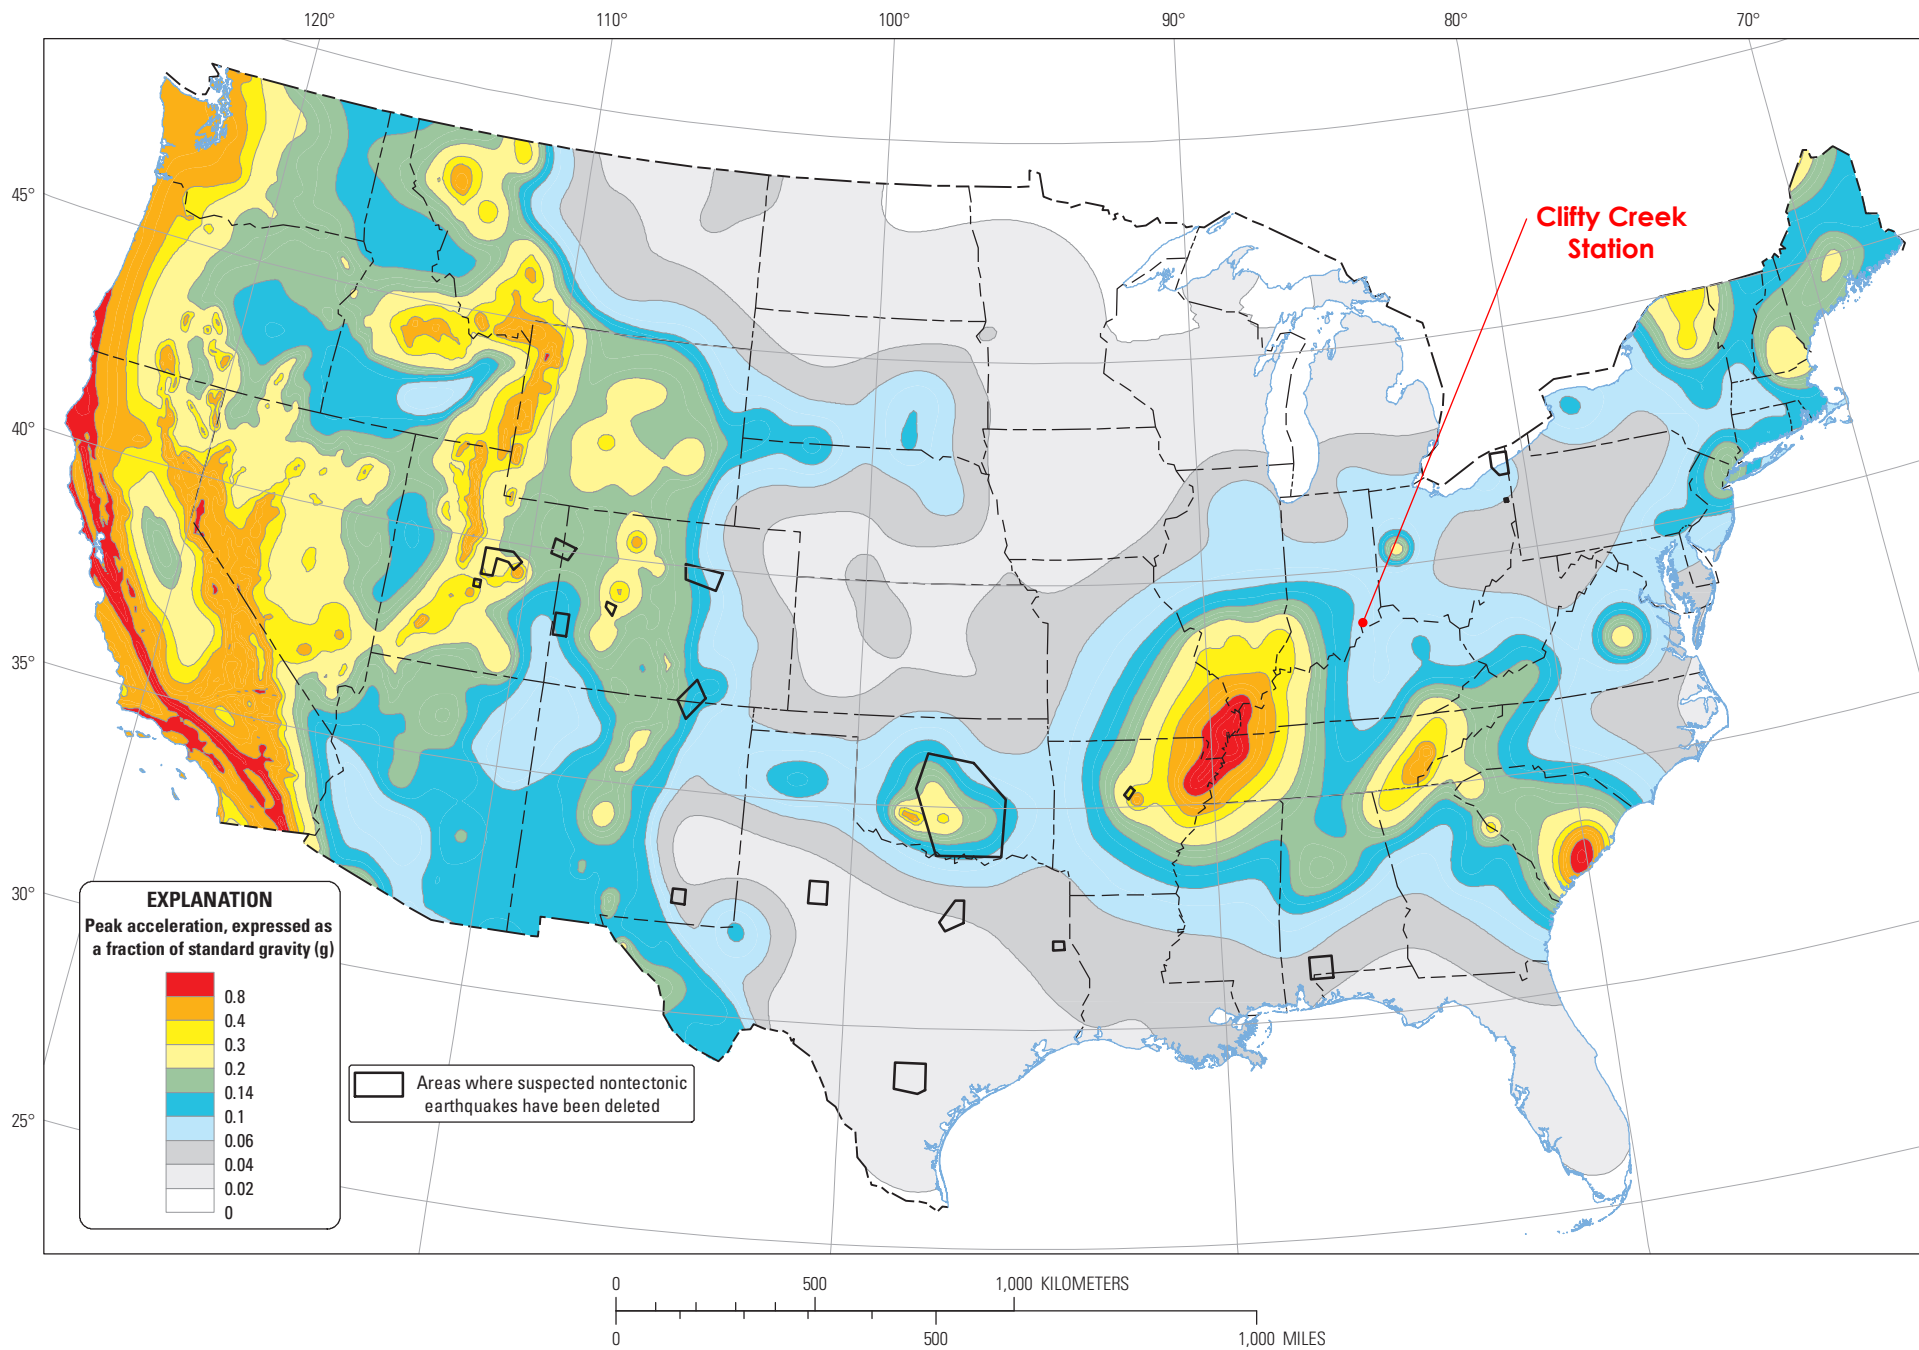 120°
110°
100°
90°
80°
70°
45°
40°
35°
30°
25°
Clifty Creek
Station
EXPLANATION
Peak acceleration, expressed as
a fraction of standard gravity (g)
0.8
0.4
0.3
0.2
0.14
0.1
0.06
0.04
0.02
0
Areas where suspected nontectonic
earthquakes have been deleted
0 500 1,000 KILOMETERS
0 500 1,000 MILES